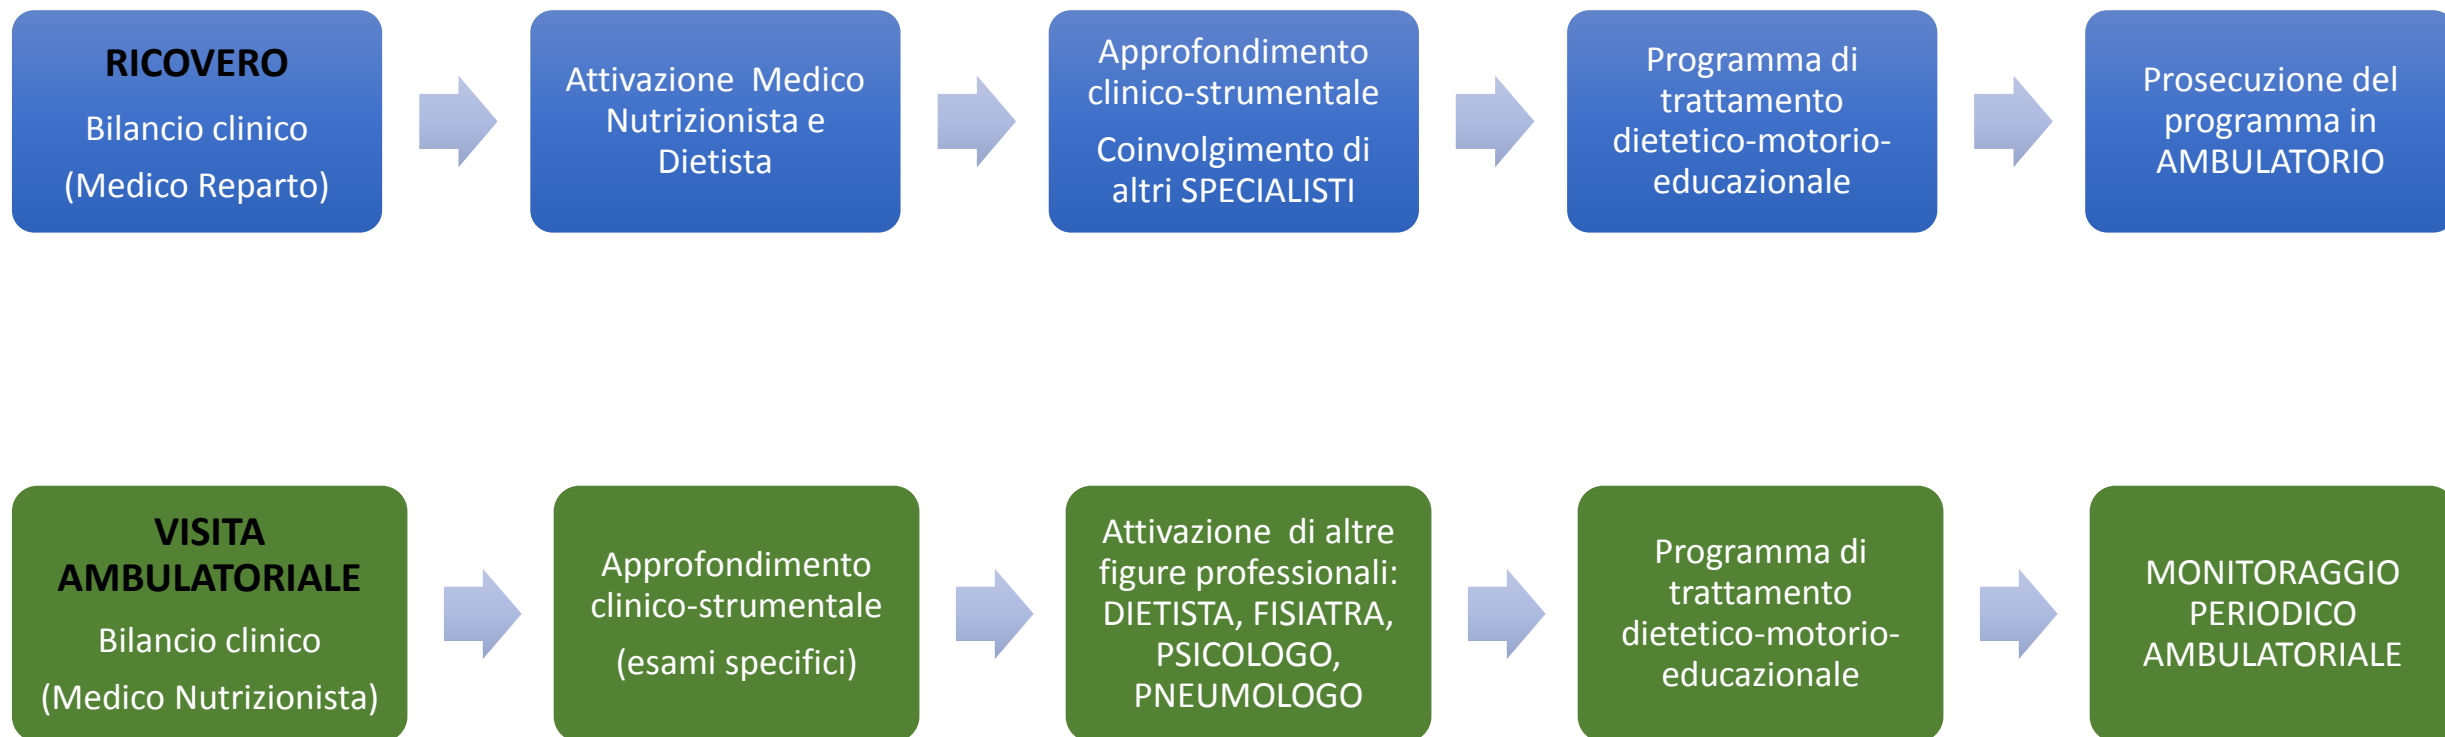 RICOVERO
Bilancio clinico
(Medico Reparto)
Attivazione  Medico
Nutrizionista e
Dietista
Approfondimento
clinico-strumentale
Coinvolgimento di
altri SPECIALISTI
Programma di
trattamento
dietetico-motorio-
educazionale
Prosecuzione del
programma in
AMBULATORIO
VISITA
AMBULATORIALE
Bilancio clinico
(Medico Nutrizionista)
Approfondimento
clinico-strumentale
(esami specifici)
Attivazione  di altre
figure professionali:
DIETISTA, FISIATRA,
PSICOLOGO,
PNEUMOLOGO
Programma di
trattamento
dietetico-motorio-
educazionale
MONITORAGGIO
PERIODICO
AMBULATORIALE